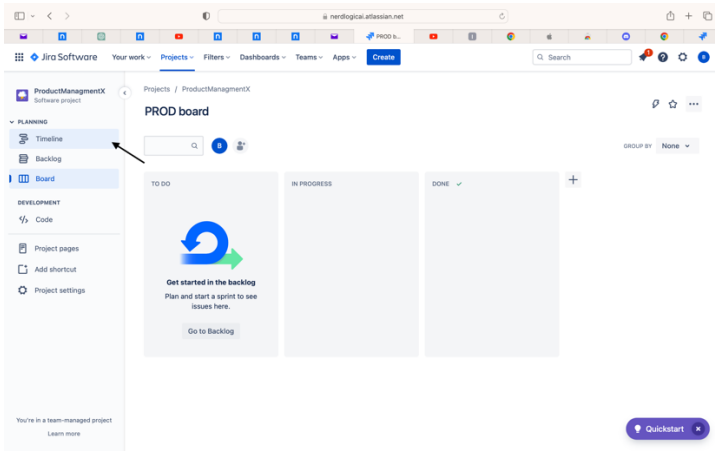 nerdlogicai.atlassian.net
PROD b...
Jira Software
Your work
Projects
Filters
Dashboards
Teams
Apps
Create
Search
ProductManagmentX
Software project
PLANNING
Timeline
Backlog
Board
DEVELOPMENT
Code
Project pages
Add shortcut
Project settings
You're in a team-managed project
Learn more
Projects / ProductManagmentX
PROD board
B
GROUP BY None
TO DO
IN PROGRESS
DONE
Get started in the backlog
Plan and start a sprint to see
issues here.
Go to Backlog
Quickstart